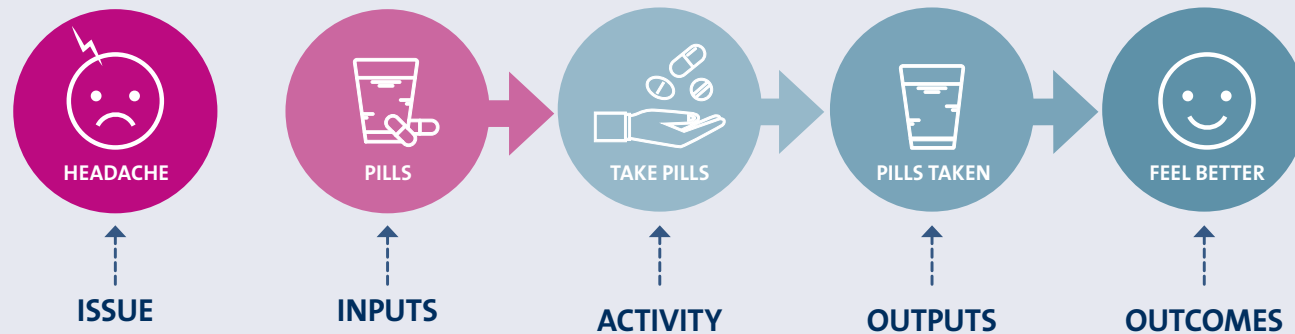 HEADACHE
PILLS
TAKE PILLS
PILLS TAKEN
FEEL BETTER
ISSUE
INPUTS
ACTIVITY
OUTPUTS
OUTCOMES